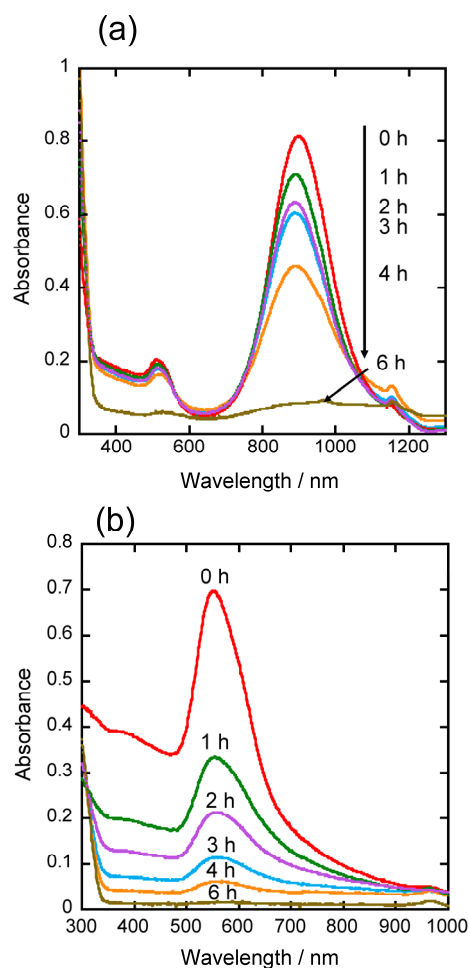 (a)
1
0.8
0.6
0.4
0.2
0
Absorbance
0 h
1 h
2 h
3 h
4 h
6 h
400 600 800 1000 1200
Wavelength / nm
(b)
0.8
0.7
0.6
0.5
0.4
0.3
0.2
0.1
0
Absorbance
0 h
1 h
2 h
3 h
4 h
6 h
300 400 500 600 700 800 900 1000
Wavelength / nm